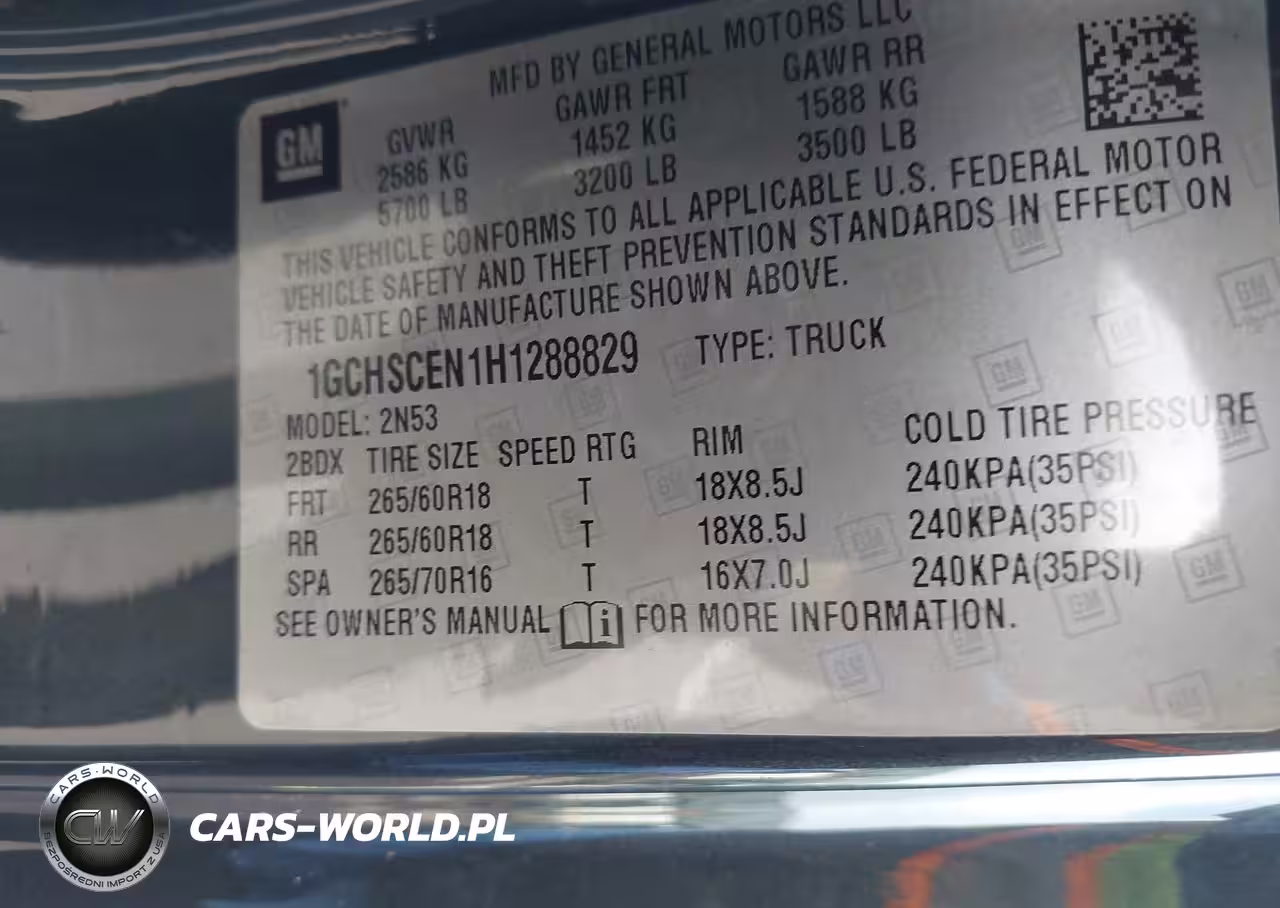 MFD BY GENERAL MOTORS LLC
GM
GVWR GAWR FRT GAWR RR
2586 KG 1452 KG 1588 KG
5700 LB 3200 LB 3500 LB
THIS VEHICLE CONFORMS TO ALL APPLICABLE U.S. FEDERAL MOTOR
VEHICLE SAFETY AND THEFT PREVENTION STANDARDS IN EFFECT ON
THE DATE OF MANUFACTURE SHOWN ABOVE.
1GCHSCEN1H1288829 TYPE: TRUCK
MODEL: 2N53
2BDX TIRE SIZE SPEED RTG RIM COLD TIRE PRESSURE
FRT 265/60R18 T 18X8.5J 240KPA(35PSI)
RR 265/60R18 T 18X8.5J 240KPA(35PSI)
SPA 265/70R16 T 16X7.0J 240KPA(35PSI)
SEE OWNER'S MANUAL i FOR MORE INFORMATION.
CARS-WORLD
CW
BEZPOŚREDNI IMPORT Z USA
CARS-WORLD.PL